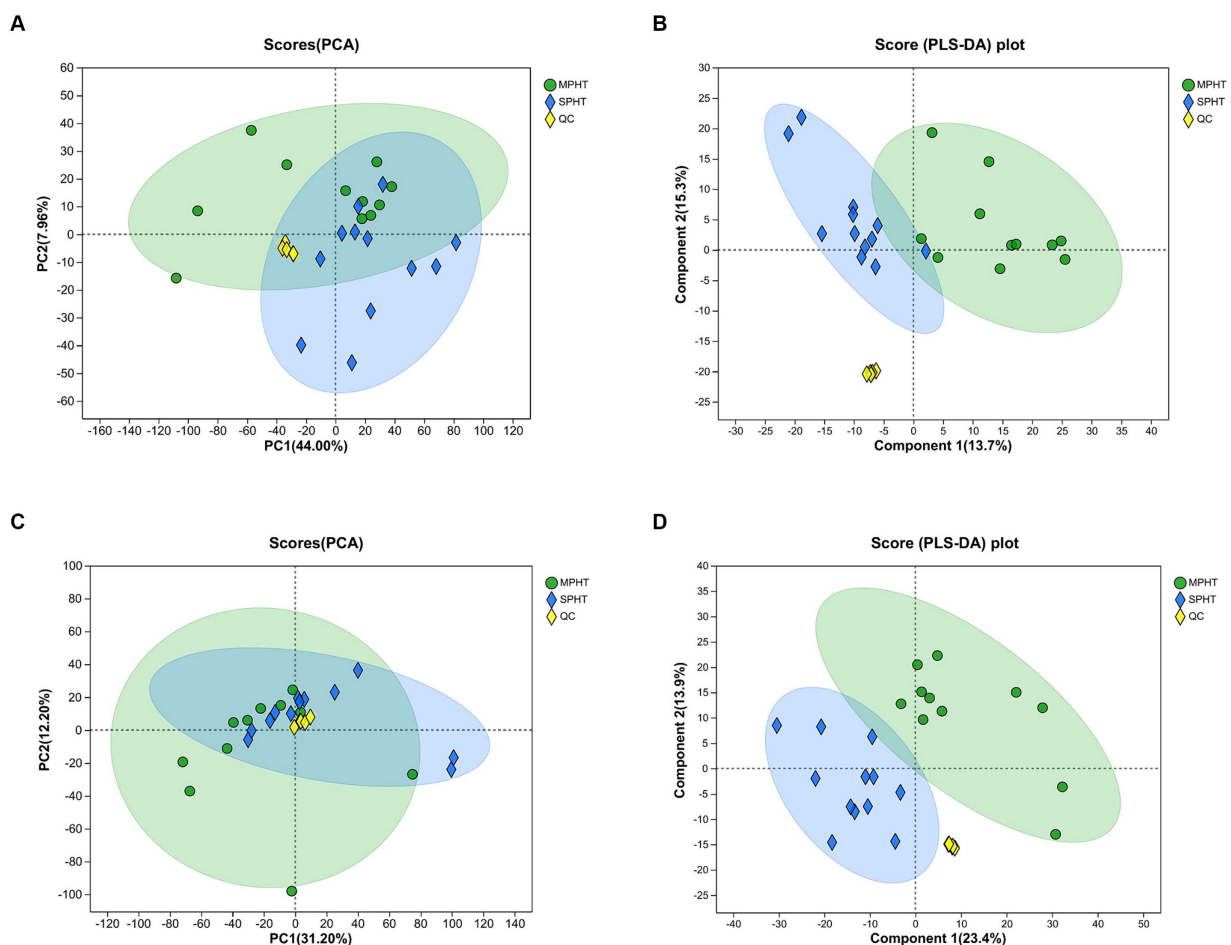 A
Scores(PCA)
PC2(7.96%)
60
50
40
30
20
10
0
-10
-20
-30
-40
-50
-60
-160 -140 -120 -100 -80 -60 -40 -20 0 20 40 60 80 100 120
PC1(44.00%)
MPHT
SPHT
QC
B
Score (PLS-DA) plot
Component 2(15.3%)
30
25
20
15
10
5
0
-5
-10
-15
-20
-25
-30 -25 -20 -15 -10 -5 0 5 10 15 20 25 30 35 40
Component 1(13.7%)
MPHT
SPHT
QC
C
Scores(PCA)
PC2(12.20%)
100
80
60
40
20
0
-20
-40
-60
-80
-100
-120 -100 -80 -60 -40 -20 0 20 40 60 80 100 120 140
PC1(31.20%)
MPHT
SPHT
QC
D
Score (PLS-DA) plot
Component 2(13.9%)
40
35
30
25
20
15
10
5
0
-5
-10
-15
-20
-25
-40 -30 -20 -10 0 10 20 30 40 50
Component 1(23.4%)
MPHT
SPHT
QC